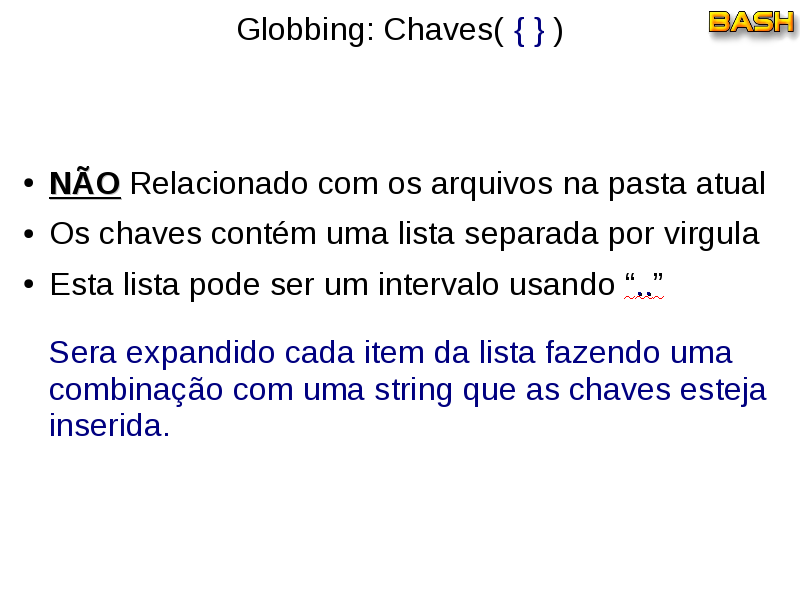 Globbing: Chaves( { } )
BASH
• NÃO Relacionado com os arquivos na pasta atual
• Os chaves contém uma lista separada por virgula
• Esta lista pode ser um intervalo usando “..”
Sera expandido cada item da lista fazendo uma
combinação com uma string que as chaves esteja
inserida.